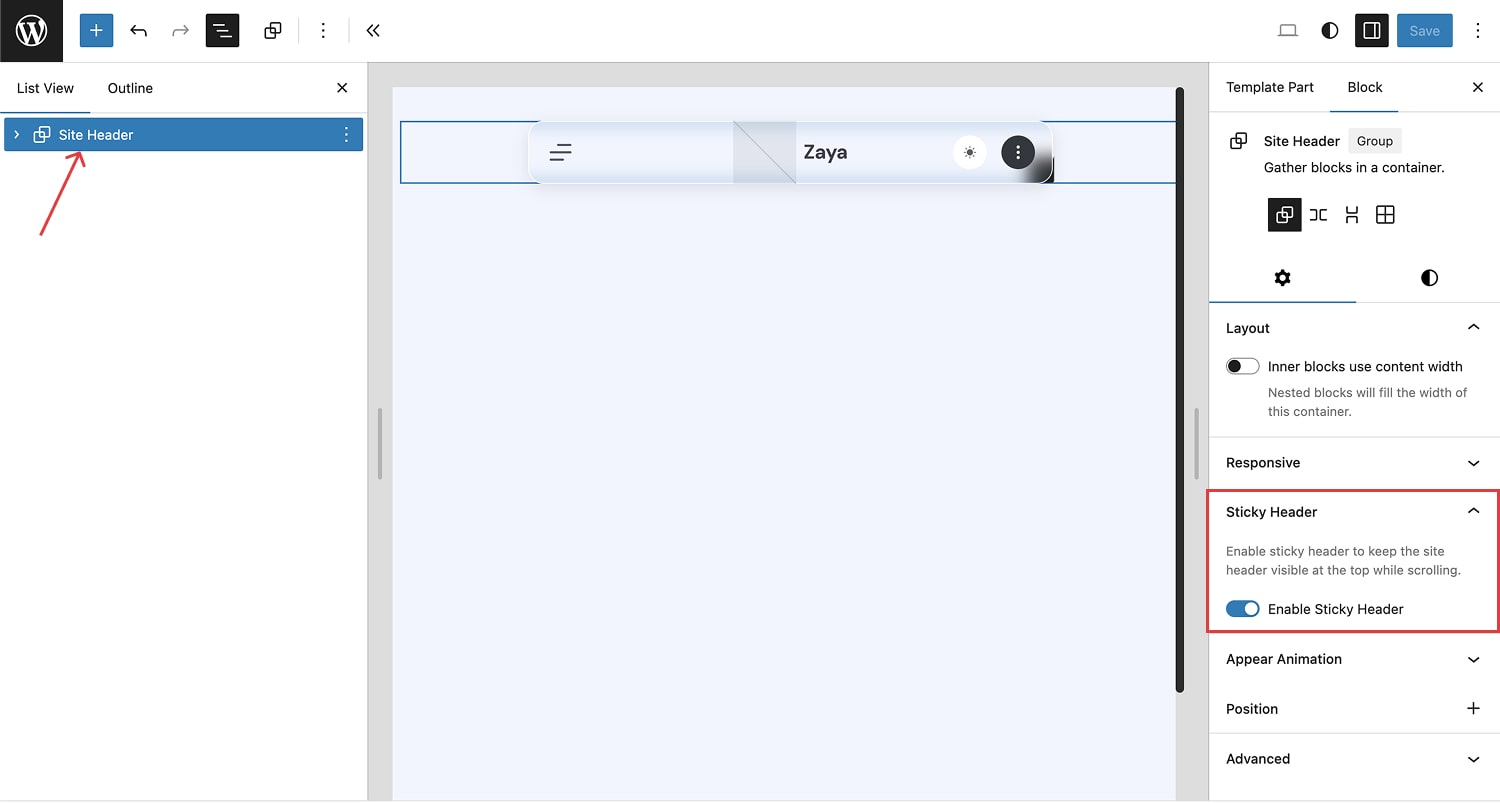 Save
List View
Outline
Template Part
Block
Site Header
Zaya
Site Header
Group
Gather blocks in a container.
Layout
Inner blocks use content width
Nested blocks will fill the width of
this container.
Responsive
Sticky Header
Enable sticky header to keep the site
header visible at the top while scrolling.
Enable Sticky Header
Appear Animation
Position
Advanced